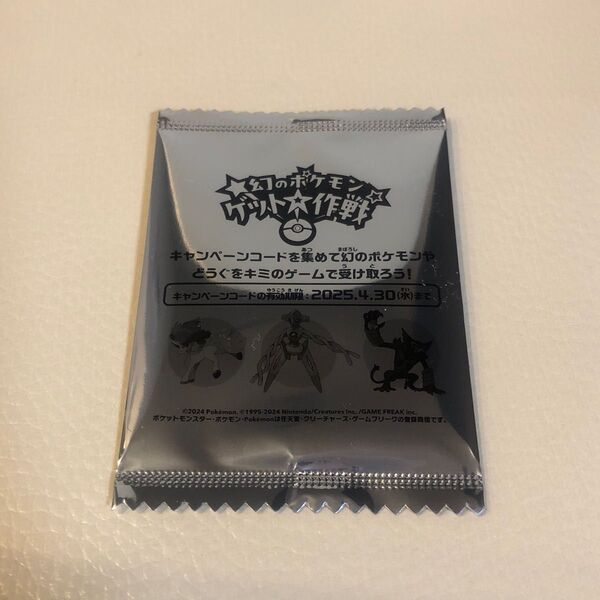 幻のポケモン
ゲット☆作戦
キャンペーンコードを集めて幻のポケモンや
どうぐをキミのゲームで受け取ろう!
キャンペーンコードの有効期限:2025.4.30(水)まで
©2024 Pokémon. ©1995-2024 Nintendo/Creatures Inc. /GAME FREAK inc.
ポケットモンスター・ポケモン・Pokémonは任天堂・クリーチャーズ・ゲームフリークの登録商標です。